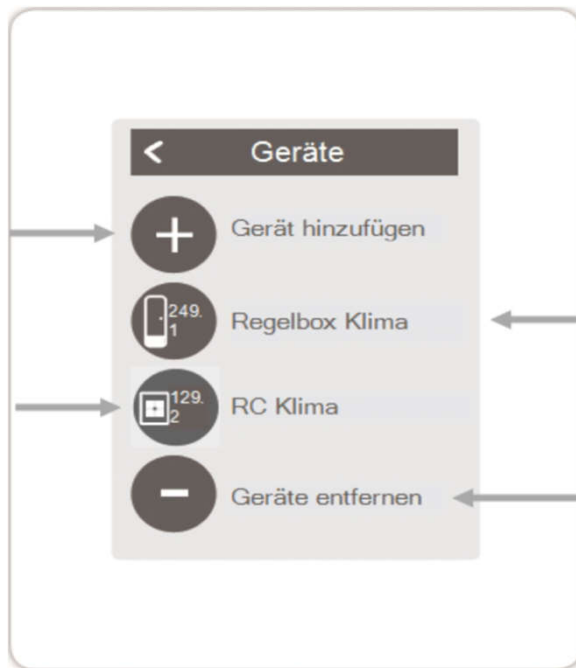 Geräte
Gerät hinzufügen
249.
1
Regelbox Klima
129.
2
RC Klima
Geräte entfernen